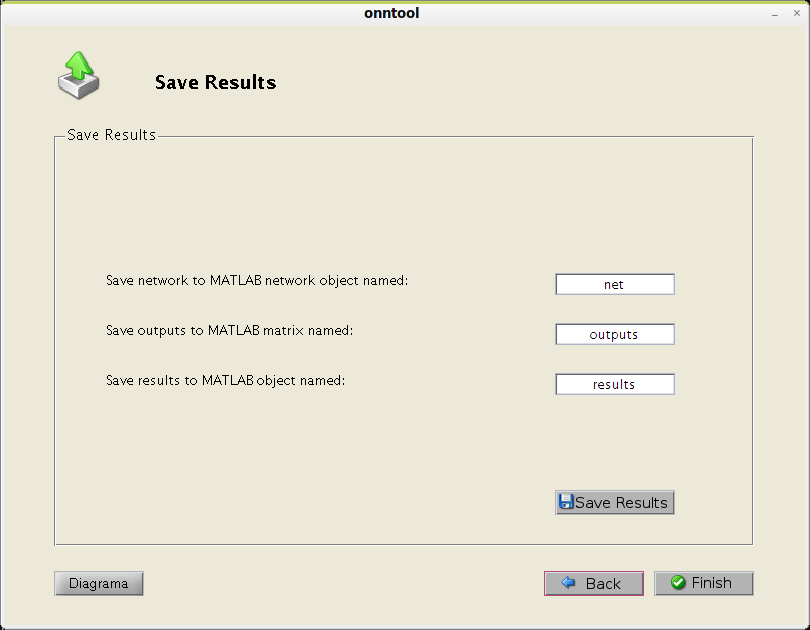 onntool
Save Results
Save Results
Save network to MATLAB network object named:
net
Save outputs to MATLAB matrix named:
outputs
Save results to MATLAB object named:
results
Save Results
Diagrama
Back
Finish